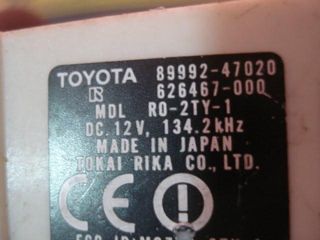 TOYOTA 89992-47020
R 626467-000
MDL RO-2TY-1
DC.12V, 134.2kHz
MADE IN JAPAN
TOKAI RIKA CO., LTD.
CE